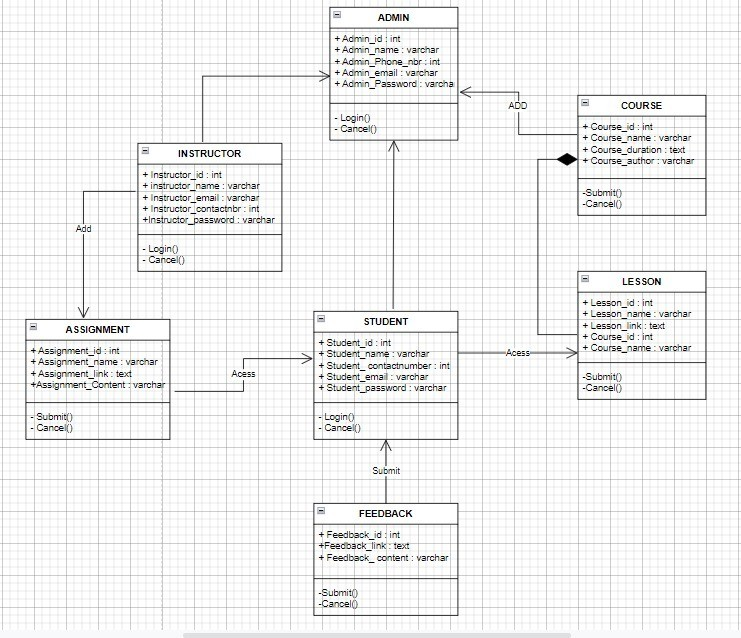 ADMIN
+ Admin_id : int
+ Admin_name : varchar
+ Admin_Phone_nbr : int
+ Admin_email : varchar
+ Admin_Password : varcha
- Login()
- Cancel()
ADD
COURSE
+ Course_id : int
+ Course_name : varchar
+ Course_duration : text
+ Course_author : varchar
-Submit()
-Cancel()
INSTRUCTOR
+ Instructor_id : int
+ instructor_name : varchar
+ Instructor_email : varchar
+ Instructor_contactnbr : int
+Instructor_password : varchar
- Login()
- Cancel()
Add
LESSON
+ Lesson_id : int
+ Lesson_name : varchar
+ Lesson_link : text
+ Course_id : int
+ Course_name : varchar
-Submit()
-Cancel()
ASSIGNMENT
+ Assignment_id : int
+ Assignment_name : varchar
+ Assignment_link : text
+Assignment_Content : varchar
- Submit()
- Cancel()
Acess
STUDENT
+ Student_id : int
+ Student_name : varchar
+ Student_ contactnumber : int
+ Student_email : varchar
+ Student_password : varchar
- Login()
- Cancel()
Acess
Submit
FEEDBACK
+ Feedback_id : int
+Feedback_link : text
+ Feedback_ content : varchar
-Submit()
-Cancel()